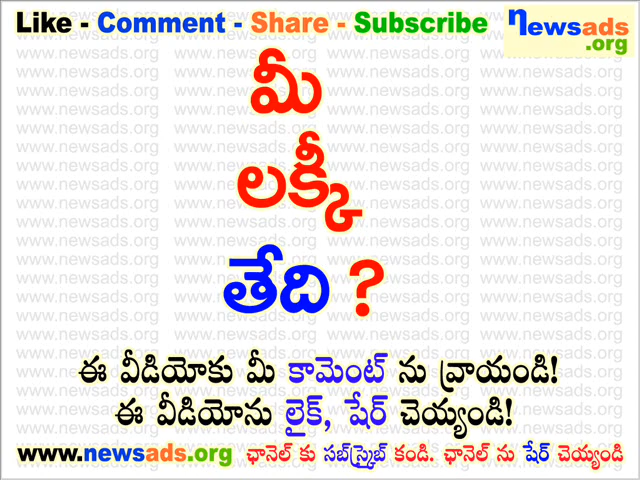 Like - Comment - Share - Subscribe
newsads
.org
మీ
లక్కీ
తేది ?
ఈ వీడియోకు మీ కామెంట్ ను వ్రాయండి!
ఈ వీడియోను లైక్, షేర్ చెయ్యండి!
www.newsads.org ఛానెల్ కు సబ్‌స్క్రైబ్ కండి. ఛానెల్ ను షేర్ చెయ్యండి